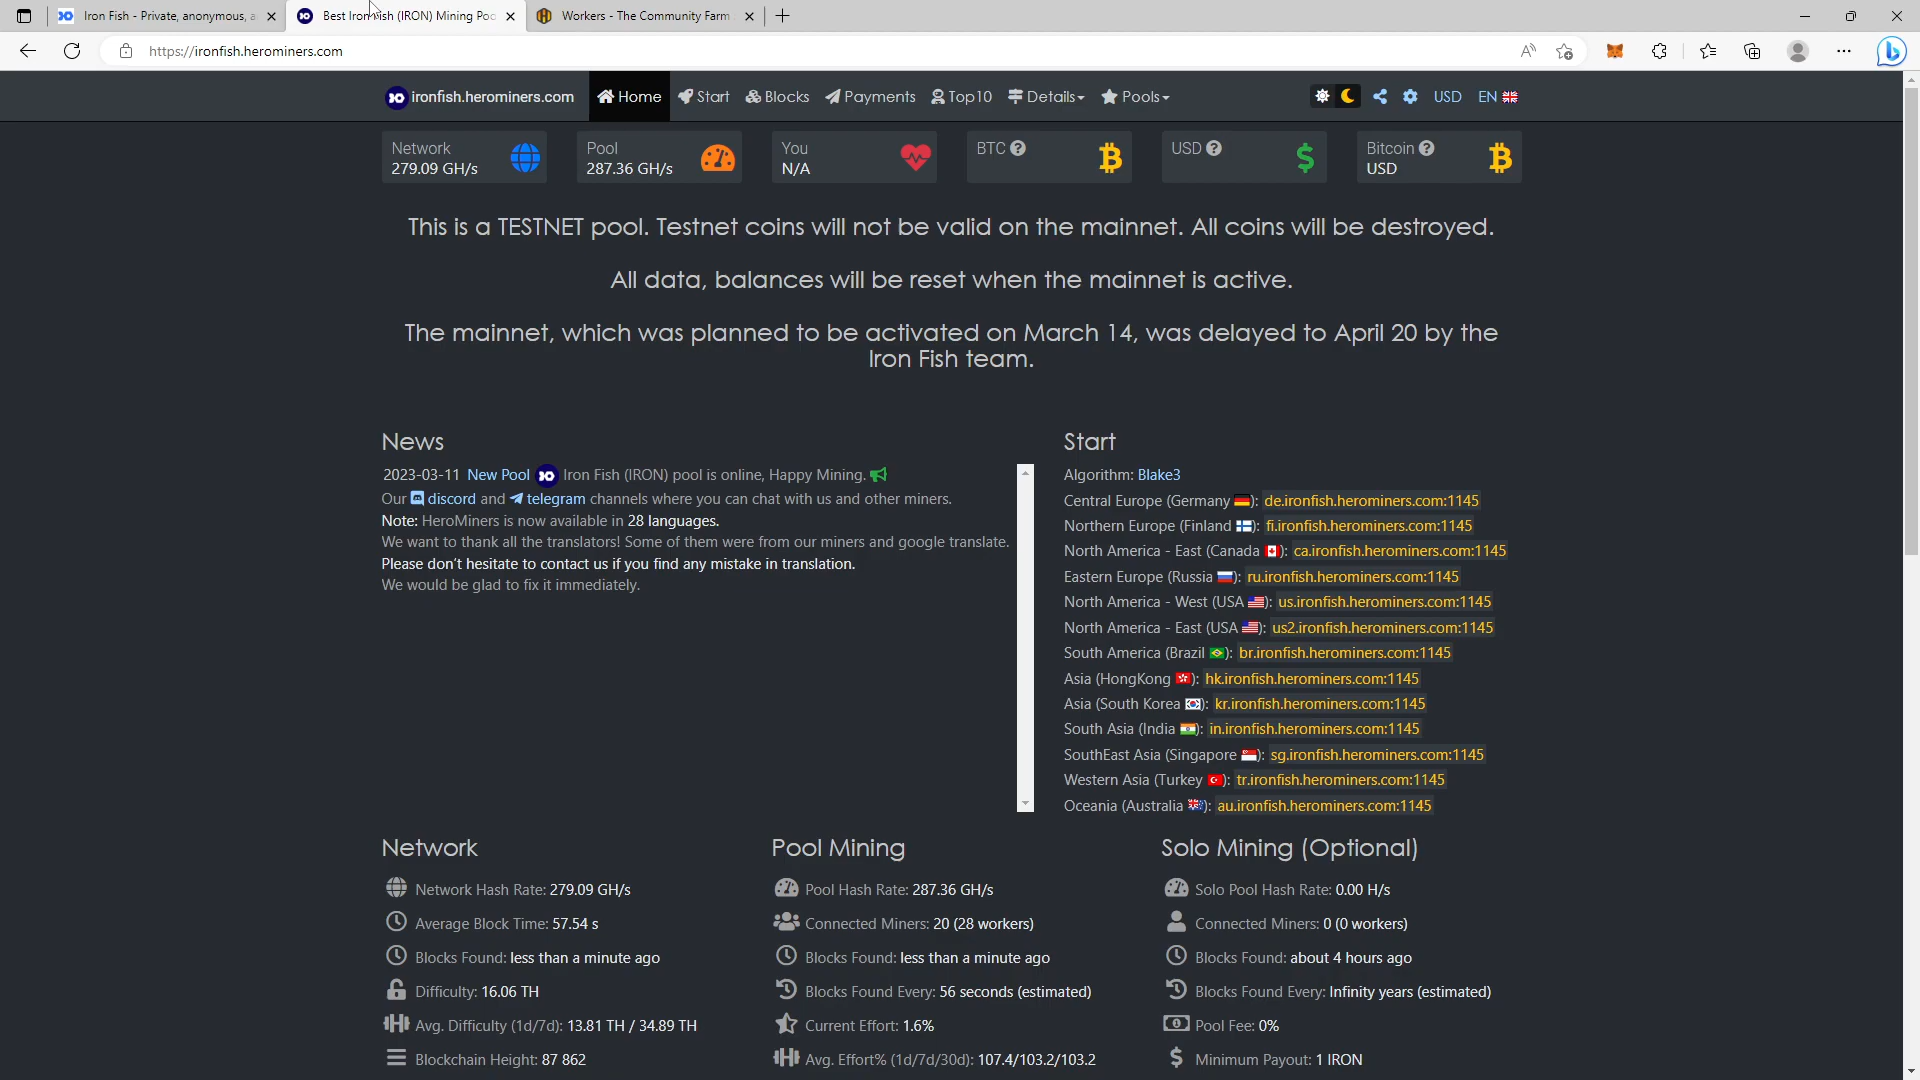 Iron Fish - Private, anonymous, a
Best Iron Fish (IRON) Mining Poo
Workers - The Community Farm
https://ironfish.herominers.com
ironfish.herominers.com
Home
Start
Blocks
Payments
Top10
Details
Pools
USD
EN
Network
279.09 GH/s
Pool
287.36 GH/s
You
N/A
BTC
USD
Bitcoin
USD
This is a TESTNET pool. Testnet coins will not be valid on the mainnet. All coins will be destroyed.
All data, balances will be reset when the mainnet is active.
The mainnet, which was planned to be activated on March 14, was delayed to April 20 by the
Iron Fish team.
News
2023-03-11 New Pool Iron Fish (IRON) pool is online, Happy Mining.
Our discord and telegram channels where you can chat with us and other miners.
Note: HeroMiners is now available in 28 languages.
We want to thank all the translators! Some of them were from our miners and google translate.
Please don't hesitate to contact us if you find any mistake in translation.
We would be glad to fix it immediately.
Start
Algorithm: Blake3
Central Europe (Germany): de.ironfish.herominers.com:1145
Northern Europe (Finland): fi.ironfish.herominers.com:1145
North America - East (Canada): ca.ironfish.herominers.com:1145
Eastern Europe (Russia): ru.ironfish.herominers.com:1145
North America - West (USA): us.ironfish.herominers.com:1145
North America - East (USA): us2.ironfish.herominers.com:1145
South America (Brazil): br.ironfish.herominers.com:1145
Asia (HongKong): hk.ironfish.herominers.com:1145
Asia (South Korea): kr.ironfish.herominers.com:1145
South Asia (India): in.ironfish.herominers.com:1145
SouthEast Asia (Singapore): sg.ironfish.herominers.com:1145
Western Asia (Turkey): tr.ironfish.herominers.com:1145
Oceania (Australia): au.ironfish.herominers.com:1145
Network
Network Hash Rate: 279.09 GH/s
Average Block Time: 57.54 s
Blocks Found: less than a minute ago
Difficulty: 16.06 TH
Avg. Difficulty (1d/7d): 13.81 TH / 34.89 TH
Blockchain Height: 87 862
Pool Mining
Pool Hash Rate: 287.36 GH/s
Connected Miners: 20 (28 workers)
Blocks Found: less than a minute ago
Blocks Found Every: 56 seconds (estimated)
Current Effort: 1.6%
Avg. Effort% (1d/7d/30d): 107.4/103.2/103.2
Solo Mining (Optional)
Solo Pool Hash Rate: 0.00 H/s
Connected Miners: 0 (0 workers)
Blocks Found: about 4 hours ago
Blocks Found Every: Infinity years (estimated)
Pool Fee: 0%
Minimum Payout: 1 IRON